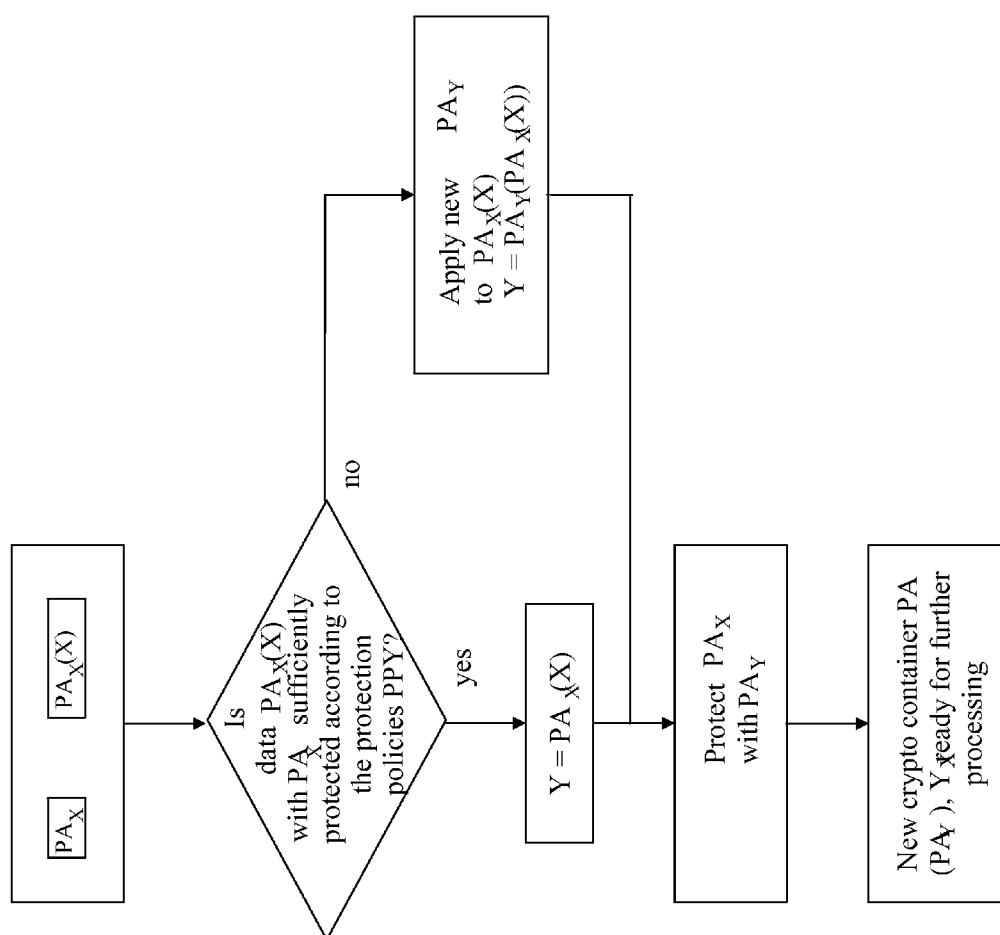 PA_X
PA_X(X)
Is
data PA_X(X)
with PA_X sufficiently
protected according to
the protection
policies PPY?
no
yes
Apply new PA_Y
to PA_X(X)
Y = PA_Y(PA_X(X))
Y = PA_X(X)
Protect PA_X
with PA_Y
New crypto container PA
(PA_Y ), Y_X ready for further
processing